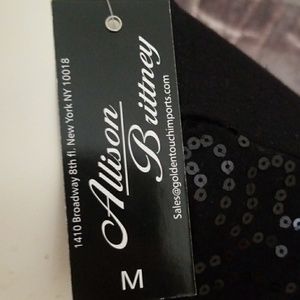 1410 Broadway 8th fl. New York NY 10018
Allison
Brittney
Sales@goldentouchimports.com
M